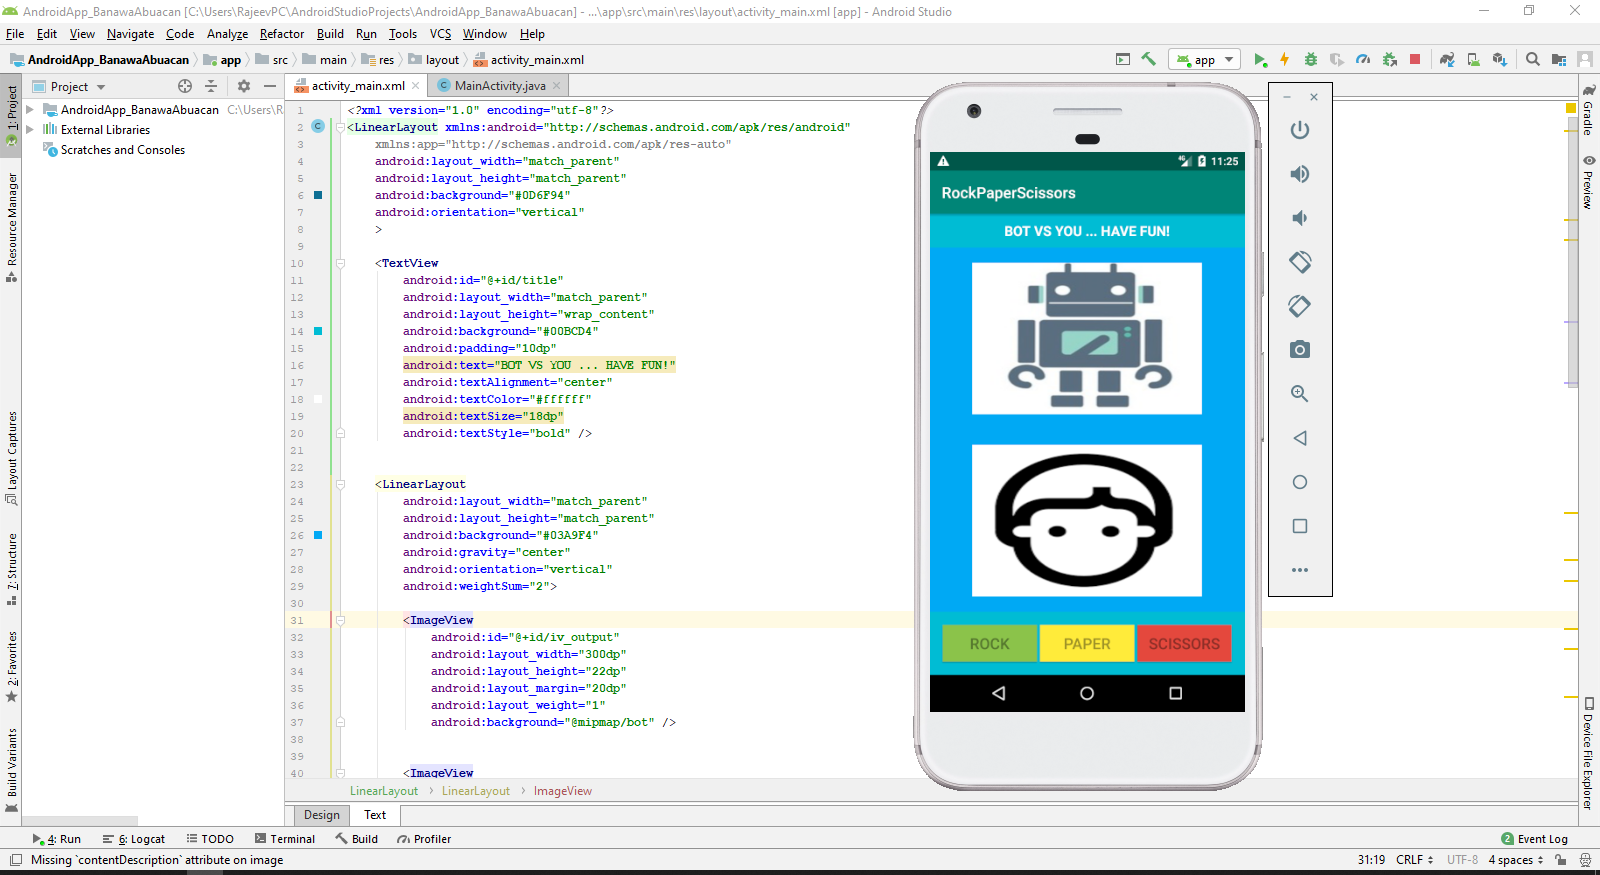 AndroidApp_BanawaAbuacan [C:\Users\RajeevPC\AndroidStudioProjects\AndroidApp_BanawaAbuacan] - ...\app\src\main\res\layout\activity_main.xml [app] - Android Studio
File Edit View Navigate Code Analyze Refactor Build Run Tools VCS Window Help
AndroidApp_BanawaAbuacan app src main res layout activity_main.xml app
1: Project
Resource Manager
Layout Captures
7: Structure
2: Favorites
Build Variants
Project
AndroidApp_BanawaAbuacan C:\Users\R
External Libraries
Scratches and Consoles
activity_main.xml MainActivity.java
1 <?xml version="1.0" encoding="utf-8"?>
2 <LinearLayout xmlns:android="http://schemas.android.com/apk/res/android"
3 xmlns:app="http://schemas.android.com/apk/res-auto"
4 android:layout_width="match_parent"
5 android:layout_height="match_parent"
6 android:background="#0D6F94"
7 android:orientation="vertical"
8 >
9
10 <TextView
11 android:id="@+id/title"
12 android:layout_width="match_parent"
13 android:layout_height="wrap_content"
14 android:background="#00BCD4"
15 android:padding="10dp"
16 android:text="BOT VS YOU ... HAVE FUN!"
17 android:textAlignment="center"
18 android:textColor="#ffffff"
19 android:textSize="18dp"
20 android:textStyle="bold" />
21
22
23 <LinearLayout
24 android:layout_width="match_parent"
25 android:layout_height="match_parent"
26 android:background="#03A9F4"
27 android:gravity="center"
28 android:orientation="vertical"
29 android:weightSum="2">
30
31 <ImageView
32 android:id="@+id/iv_output"
33 android:layout_width="300dp"
34 android:layout_height="22dp"
35 android:layout_margin="20dp"
36 android:layout_weight="1"
37 android:background="@mipmap/bot" />
38
39
40 <ImageView
LinearLayout LinearLayout ImageView
Design Text
4G 11:25
RockPaperScissors
BOT VS YOU ... HAVE FUN!
ROCK PAPER SCISSORS
Gradle
Preview
Device File Explorer
4: Run 6: Logcat TODO Terminal Build Profiler 2 Event Log
Missing `contentDescription` attribute on image 31:19 CRLF UTF-8 4 spaces